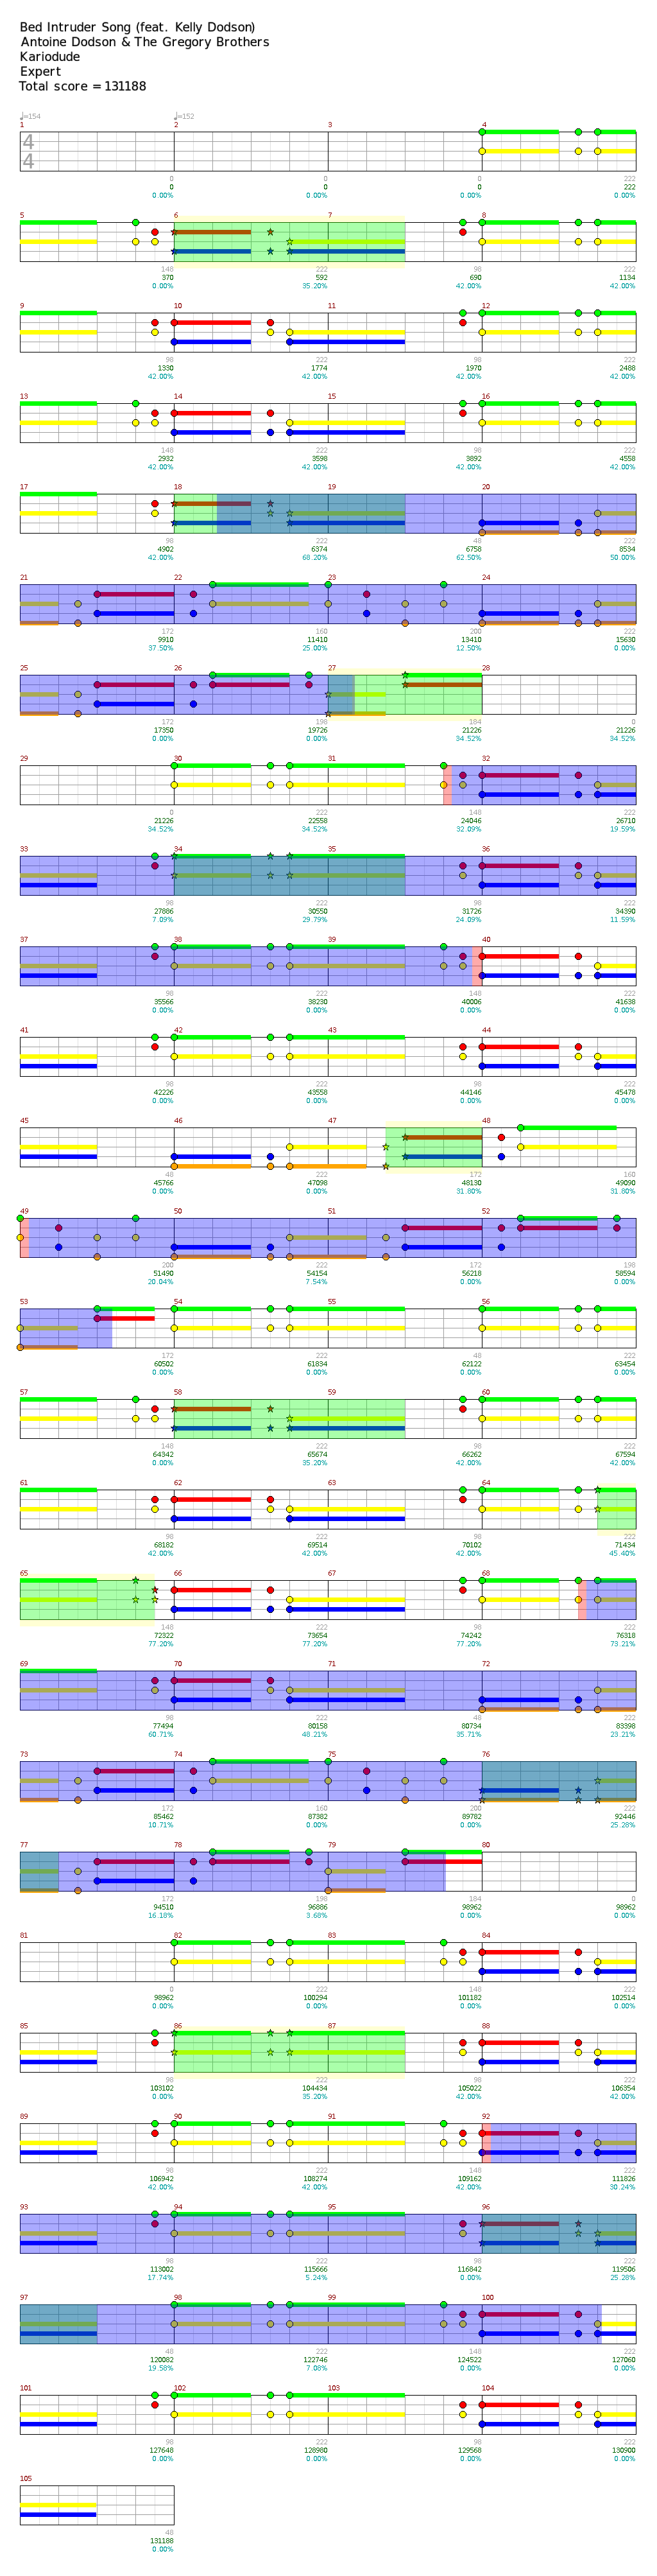 Bed Intruder Song (feat. Kelly Dodson)
Antoine Dodson & The Gregory Brothers
Kariodude
Expert
Total score = 131188
♩=154 ♩=152
1 2 3 4
4
4
0 0 0 222
0 0 0 222
0.00% 0.00% 0.00% 0.00%
5 6 7 8
148 222 98 222
370 592 690 1134
0.00% 35.20% 42.00% 42.00%
9 10 11 12
98 222 98 222
1330 1774 1970 2488
42.00% 42.00% 42.00% 42.00%
13 14 15 16
148 222 98 222
2932 3598 3892 4558
42.00% 42.00% 42.00% 42.00%
17 18 19 20
98 222 48 222
4902 6374 6758 8534
42.00% 68.20% 62.50% 50.00%
21 22 23 24
172 160 200 222
9910 11410 13410 15630
37.50% 25.00% 12.50% 0.00%
25 26 27 28
172 198 184 0
17350 19726 21226 21226
0.00% 0.00% 34.52% 34.52%
29 30 31 32
0 222 148 222
21226 22558 24046 26710
34.52% 34.52% 32.09% 19.59%
33 34 35 36
98 222 98 222
27886 30550 31726 34390
7.09% 29.79% 24.09% 11.59%
37 38 39 40
98 222 148 222
35566 38230 40006 41638
0.00% 0.00% 0.00% 0.00%
41 42 43 44
98 222 98 222
42226 43558 44146 45478
0.00% 0.00% 0.00% 0.00%
45 46 47 48
48 222 172 160
45766 47098 48130 49090
0.00% 0.00% 31.80% 31.80%
49 50 51 52
200 222 172 198
51490 54154 56218 58594
20.04% 7.54% 0.00% 0.00%
53 54 55 56
172 222 48 222
60502 61834 62122 63454
0.00% 0.00% 0.00% 0.00%
57 58 59 60
148 222 98 222
64342 65674 66262 67594
0.00% 35.20% 42.00% 42.00%
61 62 63 64
98 222 98 222
68182 69514 70102 71434
42.00% 42.00% 42.00% 45.40%
65 66 67 68
148 222 98 222
72322 73654 74242 76318
77.20% 77.20% 77.20% 73.21%
69 70 71 72
98 222 48 222
77494 80158 80734 83398
60.71% 48.21% 35.71% 23.21%
73 74 75 76
172 160 200 222
85462 87382 89782 92446
10.71% 0.00% 0.00% 25.28%
77 78 79 80
172 198 184 0
94510 96886 98962 98962
16.18% 3.68% 0.00% 0.00%
81 82 83 84
0 222 148 222
98962 100294 101182 102514
0.00% 0.00% 0.00% 0.00%
85 86 87 88
98 222 98 222
103102 104434 105022 106354
0.00% 35.20% 42.00% 42.00%
89 90 91 92
98 222 148 222
106942 108274 109162 111826
42.00% 42.00% 42.00% 30.24%
93 94 95 96
98 222 98 222
113002 115666 116842 119506
17.74% 5.24% 0.00% 25.28%
97 98 99 100
48 222 148 222
120082 122746 124522 127060
19.58% 7.08% 0.00% 0.00%
101 102 103 104
98 222 98 222
127648 128980 129568 130900
0.00% 0.00% 0.00% 0.00%
105
48
131188
0.00%